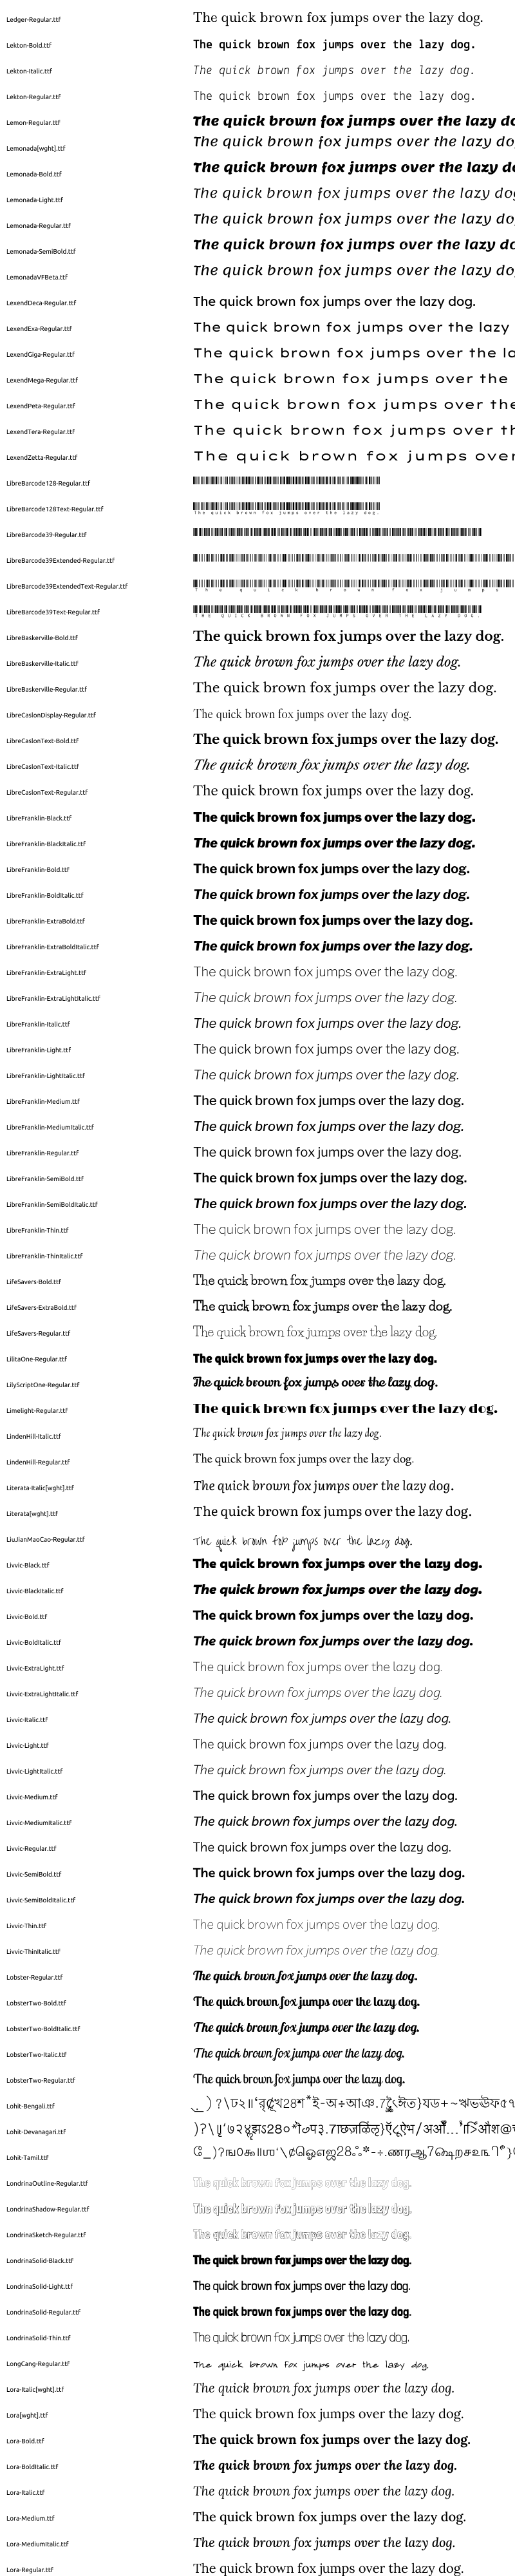 Ledger-Regular.ttf The quick brown fox jumps over the lazy dog.
Lekton-Bold.ttf The quick brown fox jumps over the lazy dog.
Lekton-Italic.ttf The quick brown fox jumps over the lazy dog.
Lekton-Regular.ttf The quick brown fox jumps over the lazy dog.
Lemon-Regular.ttf The quick brown fox jumps over the lazy do
Lemonada[wght].ttf The quick brown fox jumps over the lazy do
Lemonada-Bold.ttf The quick brown fox jumps over the lazy d
Lemonada-Light.ttf The quick brown fox jumps over the lazy do
Lemonada-Regular.ttf The quick brown fox jumps over the lazy do
Lemonada-SemiBold.ttf The quick brown fox jumps over the lazy do
LemonadaVFBeta.ttf The quick brown fox jumps over the lazy do
LexendDeca-Regular.ttf The quick brown fox jumps over the lazy dog.
LexendExa-Regular.ttf The quick brown fox jumps over the lazy
LexendGiga-Regular.ttf The quick brown fox jumps over the la
LexendMega-Regular.ttf The quick brown fox jumps over the
LexendPeta-Regular.ttf The quick brown fox jumps over the
LexendTera-Regular.ttf The quick brown fox jumps over th
LexendZetta-Regular.ttf The quick brown fox jumps over
LibreBarcode128-Regular.ttf
LibreBarcode128Text-Regular.ttf The quick brown fox jumps over the lazy dog.
LibreBarcode39-Regular.ttf
LibreBarcode39Extended-Regular.ttf
LibreBarcode39ExtendedText-Regular.ttf The quick brown fox jumps
LibreBarcode39Text-Regular.ttf THE QUICK BROWN FOX JUMPS OVER THE LAZY DOG.
LibreBaskerville-Bold.ttf The quick brown fox jumps over the lazy dog.
LibreBaskerville-Italic.ttf The quick brown fox jumps over the lazy dog.
LibreBaskerville-Regular.ttf The quick brown fox jumps over the lazy dog.
LibreCaslonDisplay-Regular.ttf The quick brown fox jumps over the lazy dog.
LibreCaslonText-Bold.ttf The quick brown fox jumps over the lazy dog.
LibreCaslonText-Italic.ttf The quick brown fox jumps over the lazy dog.
LibreCaslonText-Regular.ttf The quick brown fox jumps over the lazy dog.
LibreFranklin-Black.ttf The quick brown fox jumps over the lazy dog.
LibreFranklin-BlackItalic.ttf The quick brown fox jumps over the lazy dog.
LibreFranklin-Bold.ttf The quick brown fox jumps over the lazy dog.
LibreFranklin-BoldItalic.ttf The quick brown fox jumps over the lazy dog.
LibreFranklin-ExtraBold.ttf The quick brown fox jumps over the lazy dog.
LibreFranklin-ExtraBoldItalic.ttf The quick brown fox jumps over the lazy dog.
LibreFranklin-ExtraLight.ttf The quick brown fox jumps over the lazy dog.
LibreFranklin-ExtraLightItalic.ttf The quick brown fox jumps over the lazy dog.
LibreFranklin-Italic.ttf The quick brown fox jumps over the lazy dog.
LibreFranklin-Light.ttf The quick brown fox jumps over the lazy dog.
LibreFranklin-LightItalic.ttf The quick brown fox jumps over the lazy dog.
LibreFranklin-Medium.ttf The quick brown fox jumps over the lazy dog.
LibreFranklin-MediumItalic.ttf The quick brown fox jumps over the lazy dog.
LibreFranklin-Regular.ttf The quick brown fox jumps over the lazy dog.
LibreFranklin-SemiBold.ttf The quick brown fox jumps over the lazy dog.
LibreFranklin-SemiBoldItalic.ttf The quick brown fox jumps over the lazy dog.
LibreFranklin-Thin.ttf The quick brown fox jumps over the lazy dog.
LibreFranklin-ThinItalic.ttf The quick brown fox jumps over the lazy dog.
LifeSavers-Bold.ttf The quick brown fox jumps over the lazy dog.
LifeSavers-ExtraBold.ttf The quick brown fox jumps over the lazy dog.
LifeSavers-Regular.ttf The quick brown fox jumps over the lazy dog.
LilitaOne-Regular.ttf The quick brown fox jumps over the lazy dog.
LilyScriptOne-Regular.ttf The quick brown fox jumps over the lazy dog.
Limelight-Regular.ttf The quick brown fox jumps over the lazy dog.
LindenHill-Italic.ttf The quick brown fox jumps over the lazy dog.
LindenHill-Regular.ttf The quick brown fox jumps over the lazy dog.
Literata-Italic[wght].ttf The quick brown fox jumps over the lazy dog.
Literata[wght].ttf The quick brown fox jumps over the lazy dog.
LiuJianMaoCao-Regular.ttf The quick brown fox jumps over the lazy dog.
Livvic-Black.ttf The quick brown fox jumps over the lazy dog.
Livvic-BlackItalic.ttf The quick brown fox jumps over the lazy dog.
Livvic-Bold.ttf The quick brown fox jumps over the lazy dog.
Livvic-BoldItalic.ttf The quick brown fox jumps over the lazy dog.
Livvic-ExtraLight.ttf The quick brown fox jumps over the lazy dog.
Livvic-ExtraLightItalic.ttf The quick brown fox jumps over the lazy dog.
Livvic-Italic.ttf The quick brown fox jumps over the lazy dog.
Livvic-Light.ttf The quick brown fox jumps over the lazy dog.
Livvic-LightItalic.ttf The quick brown fox jumps over the lazy dog.
Livvic-Medium.ttf The quick brown fox jumps over the lazy dog.
Livvic-MediumItalic.ttf The quick brown fox jumps over the lazy dog.
Livvic-Regular.ttf The quick brown fox jumps over the lazy dog.
Livvic-SemiBold.ttf The quick brown fox jumps over the lazy dog.
Livvic-SemiBoldItalic.ttf The quick brown fox jumps over the lazy dog.
Livvic-Thin.ttf The quick brown fox jumps over the lazy dog.
Livvic-ThinItalic.ttf The quick brown fox jumps over the lazy dog.
Lobster-Regular.ttf The quick brown fox jumps over the lazy dog.
LobsterTwo-Bold.ttf The quick brown fox jumps over the lazy dog.
LobsterTwo-BoldItalic.ttf The quick brown fox jumps over the lazy dog.
LobsterTwo-Italic.ttf The quick brown fox jumps over the lazy dog.
LobsterTwo-Regular.ttf The quick brown fox jumps over the lazy dog.
Lohit-Bengali.ttf
Lohit-Devanagari.ttf
Lohit-Tamil.ttf
LondrinaOutline-Regular.ttf The quick brown fox jumps over the lazy dog.
LondrinaShadow-Regular.ttf The quick brown fox jumps over the lazy dog.
LondrinaSketch-Regular.ttf The quick brown fox jumps over the lazy dog.
LondrinaSolid-Black.ttf The quick brown fox jumps over the lazy dog.
LondrinaSolid-Light.ttf The quick brown fox jumps over the lazy dog.
LondrinaSolid-Regular.ttf The quick brown fox jumps over the lazy dog.
LondrinaSolid-Thin.ttf The quick brown fox jumps over the lazy dog.
LongCang-Regular.ttf The quick brown fox jumps over the lazy dog.
Lora-Italic[wght].ttf The quick brown fox jumps over the lazy dog.
Lora[wght].ttf The quick brown fox jumps over the lazy dog.
Lora-Bold.ttf The quick brown fox jumps over the lazy dog.
Lora-BoldItalic.ttf The quick brown fox jumps over the lazy dog.
Lora-Italic.ttf The quick brown fox jumps over the lazy dog.
Lora-Medium.ttf The quick brown fox jumps over the lazy dog.
Lora-MediumItalic.ttf The quick brown fox jumps over the lazy dog.
Lora-Regular.ttf The quick brown fox jumps over the lazy dog.